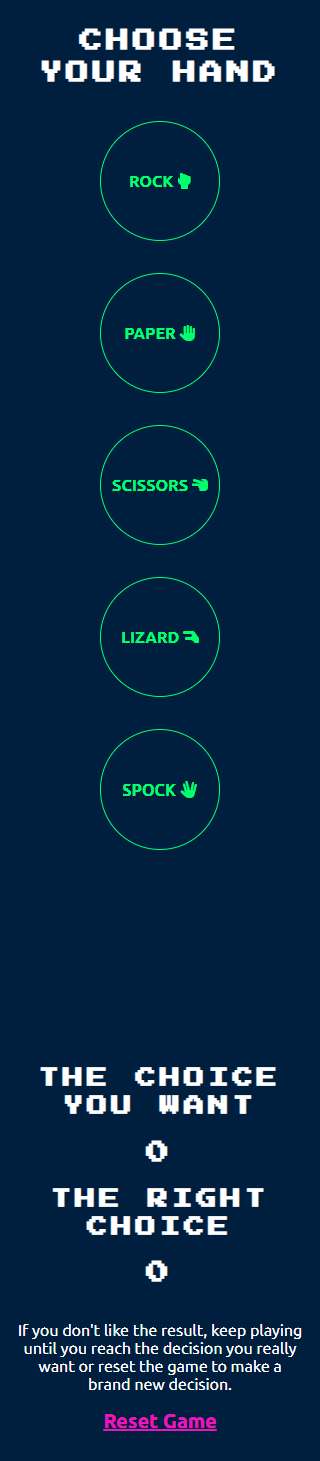 CHOOSE
YOUR HAND
ROCK
PAPER
SCISSORS
LIZARD
SPOCK
THE CHOICE
YOU WANT
0
THE RIGHT
CHOICE
0
If you don't like the result, keep playing
until you reach the decision you really
want or reset the game to make a
brand new decision.
Reset Game